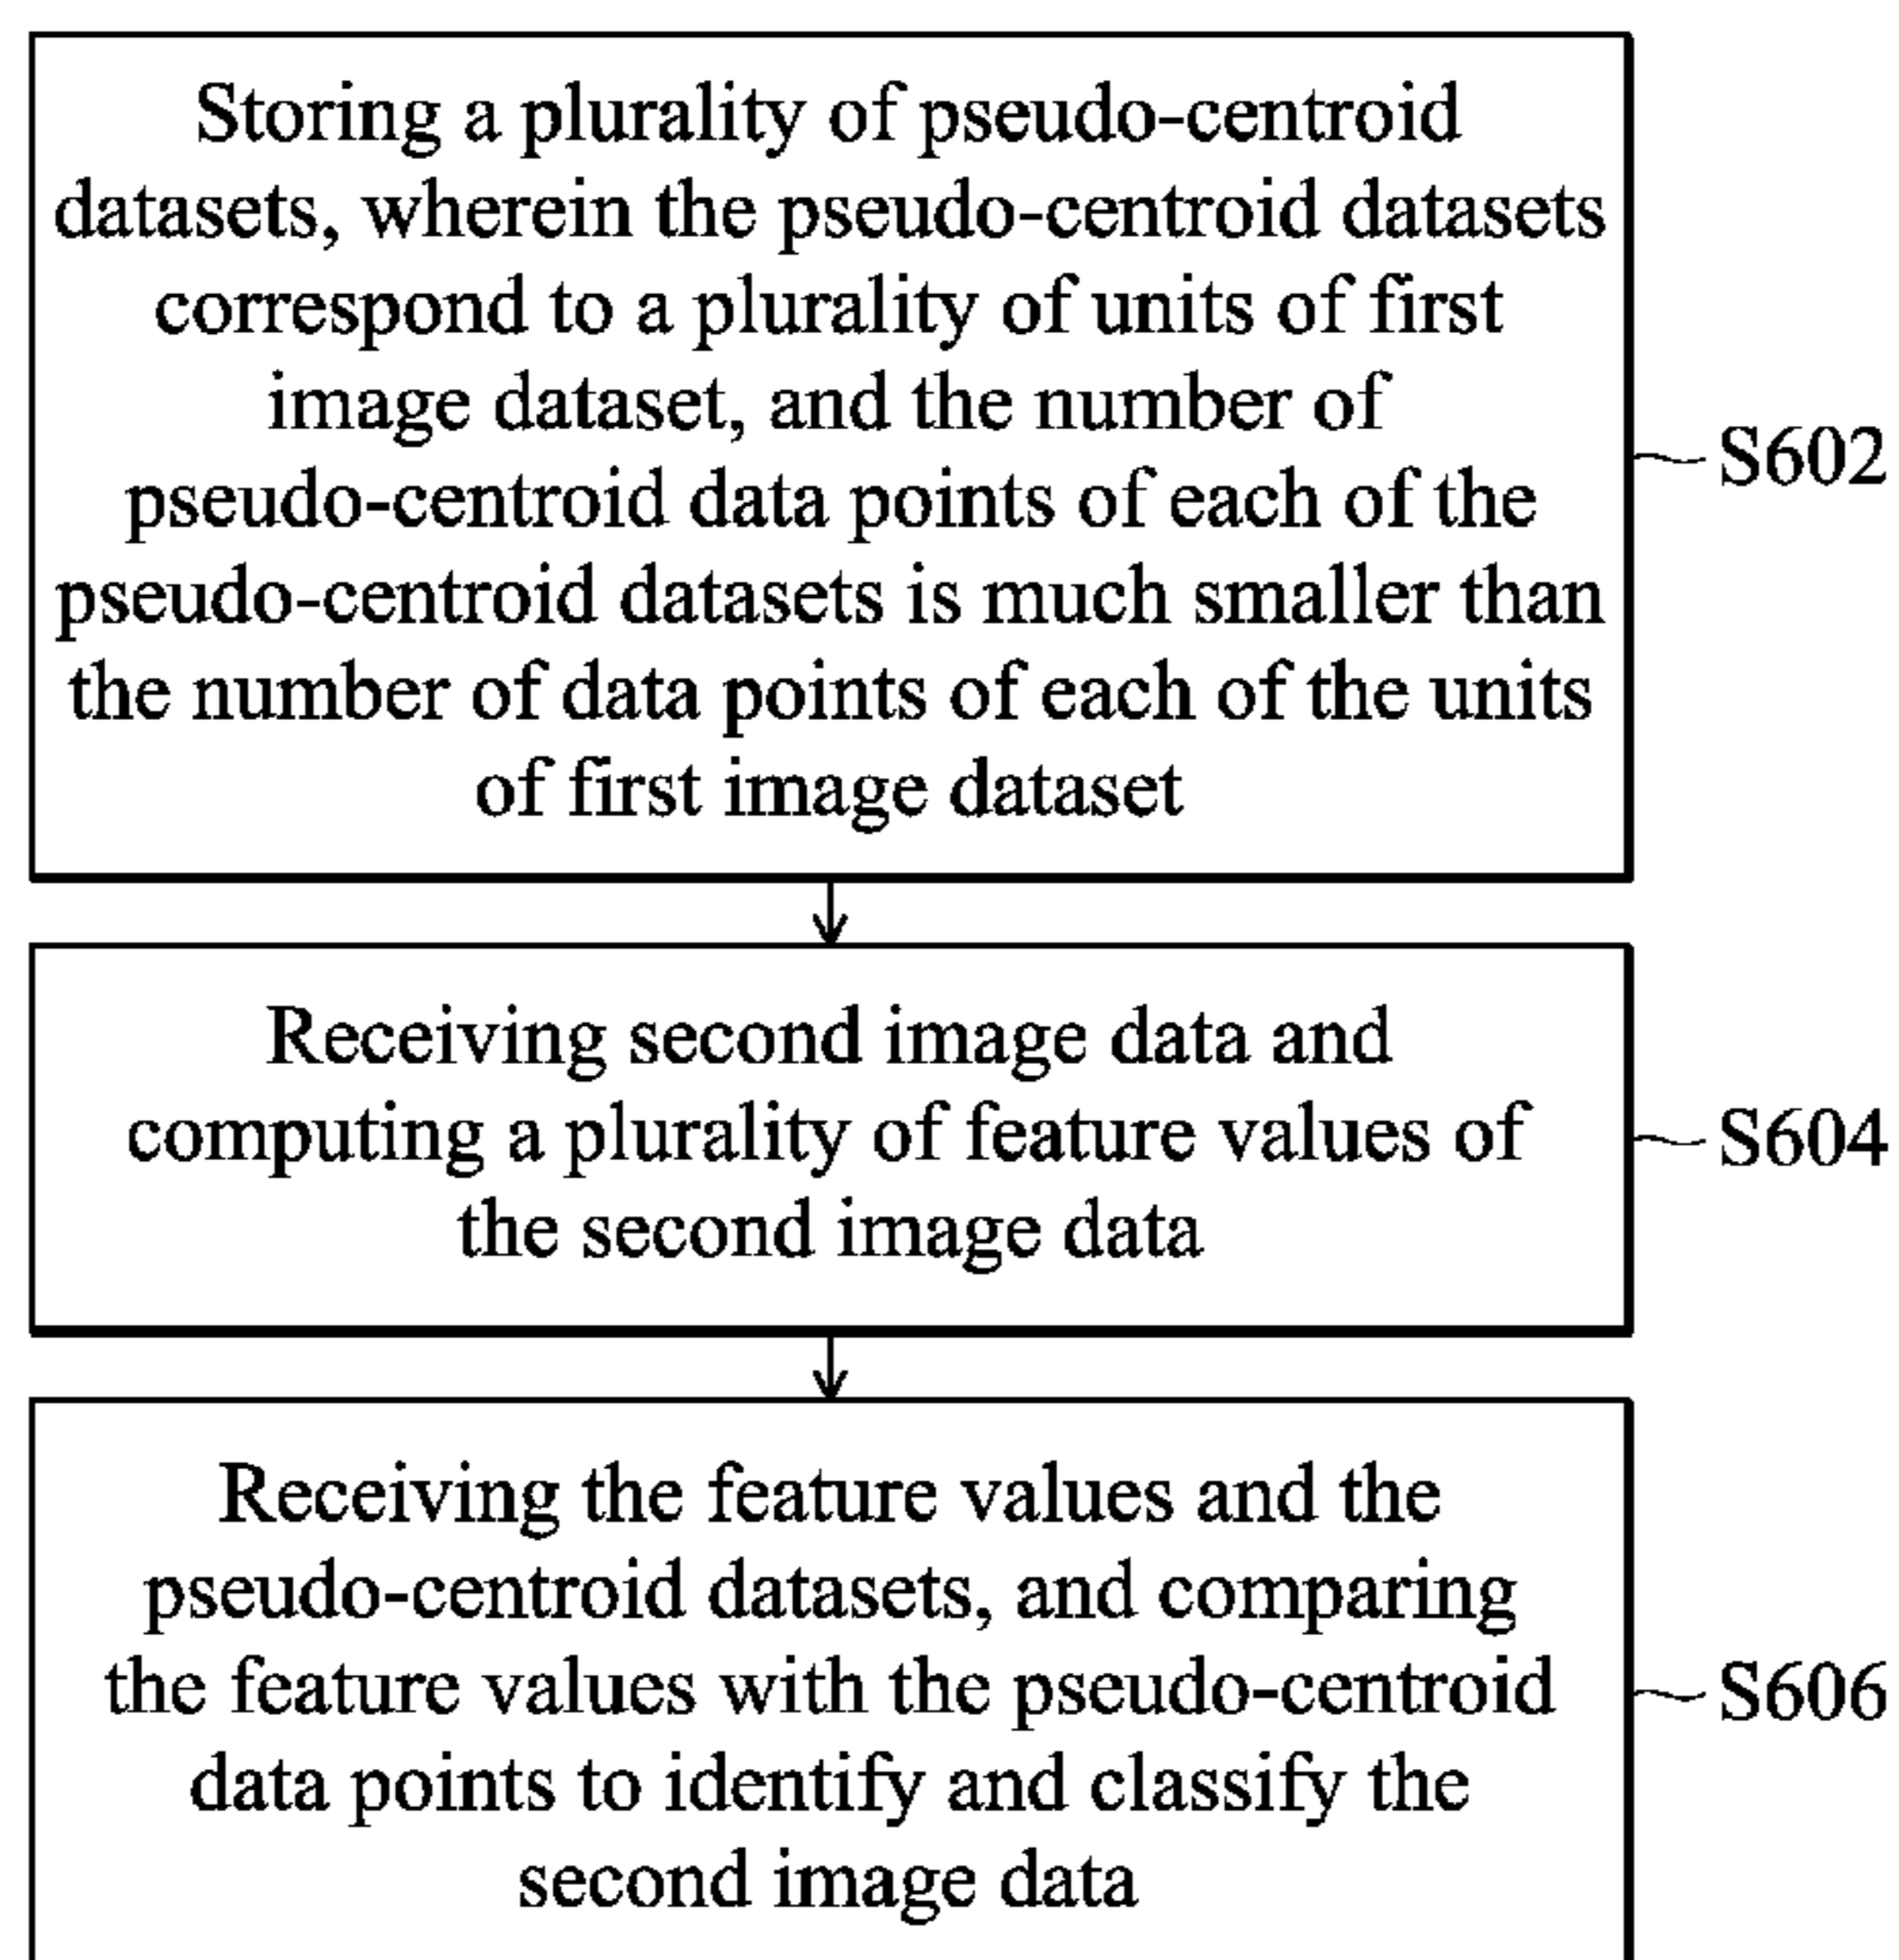 Storing a plurality of pseudo-centroid
datasets, wherein the pseudo-centroid datasets
correspond to a plurality of units of first
image dataset, and the number of
pseudo-centroid data points of each of the
pseudo-centroid datasets is much smaller than
the number of data points of each of the units
of first image dataset
S602
Receiving second image data and
computing a plurality of feature values of
the second image data
S604
Receiving the feature values and the
pseudo-centroid datasets, and comparing
the feature values with the pseudo-centroid
data points to identify and classify the
second image data
S606